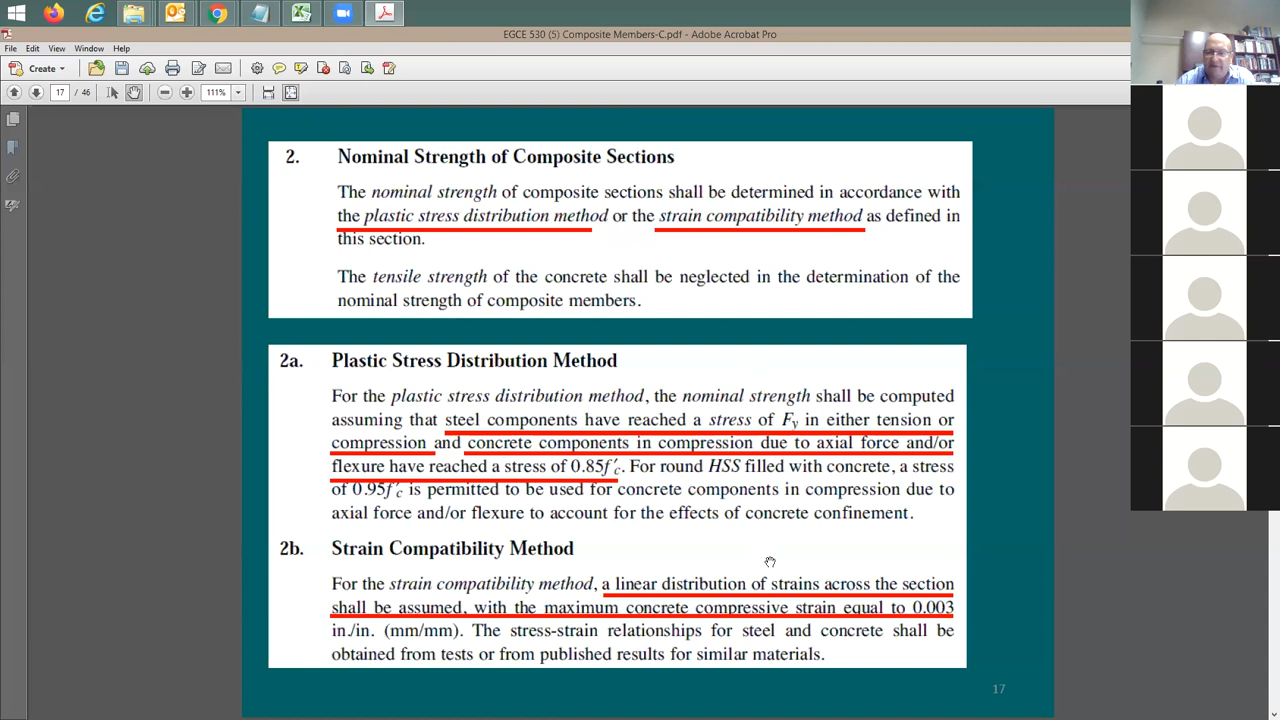 EGCE 530 (5) Composite Members-C.pdf - Adobe Acrobat Pro
File Edit View Window Help
Create
17 / 46 111%
2. Nominal Strength of Composite Sections
The nominal strength of composite sections shall be determined in accordance with
the plastic stress distribution method or the strain compatibility method as defined in
this section.
The tensile strength of the concrete shall be neglected in the determination of the
nominal strength of composite members.
2a. Plastic Stress Distribution Method
For the plastic stress distribution method, the nominal strength shall be computed
assuming that steel components have reached a stress of Fy in either tension or
compression and concrete components in compression due to axial force and/or
flexure have reached a stress of 0.85f′c. For round HSS filled with concrete, a stress
of 0.95f′c is permitted to be used for concrete components in compression due to
axial force and/or flexure to account for the effects of concrete confinement.
2b. Strain Compatibility Method
For the strain compatibility method, a linear distribution of strains across the section
shall be assumed, with the maximum concrete compressive strain equal to 0.003
in./in. (mm/mm). The stress-strain relationships for steel and concrete shall be
obtained from tests or from published results for similar materials.
17